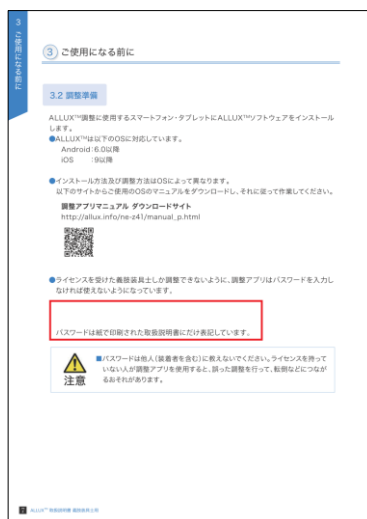 3
ご使用になる前に
3 ご使用になる前に
3.2 調整準備
ALLUX™調整に使用するスマートフォン・タブレットにALLUX™ソフトウェアをインストール
します。
●ALLUX™は以下のOSに対応しています。
Android:6.0以降
iOS :9以降
●インストール方法及び調整方法はOSによって異なります。
以下のサイトからご使用のOSのマニュアルをダウンロードし、それに従って作業してください。
調整アプリマニュアル ダウンロードサイト
http://allux.info/ne-z41/manual_p.html
●ライセンスを受けた義肢装具士しか調整できないように、調整アプリはパスワードを入力し
なければ使えないようになっています。
パスワードは紙で印刷された取扱説明書にだけ表記しています。
注意
■パスワードは他人(装着者を含む)に教えないでください。ライセンスを持って
いない人が調整アプリを使用すると、誤った調整を行って、転倒などにつなが
るおそれがあります。
ALLUX™ 取扱説明書 義肢装具士用